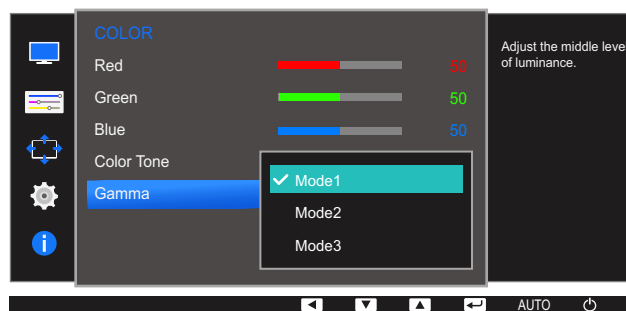 COLOR
Red 50
Green 50
Blue 50
Color Tone
Gamma
Mode1
Mode2
Mode3
Adjust the middle leve
of luminance.
AUTO